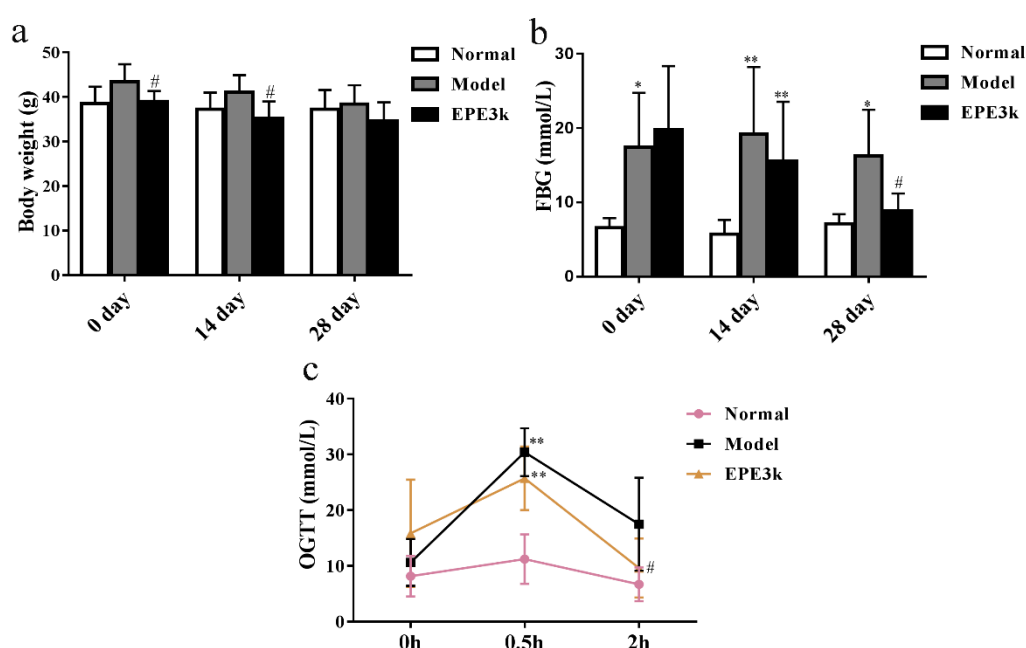 a
Body weight (g)
50
40
30
20
10
0
#
#
0 day
14 day
28 day
Normal
Model
EPE3k
b
FBG (mmol/L)
30
20
10
0
*
**
**
*
#
0 day
14 day
28 day
Normal
Model
EPE3k
c
OGTT (mmol/L)
40
30
20
10
0
**
**
#
0h
0.5h
2h
Normal
Model
EPE3k